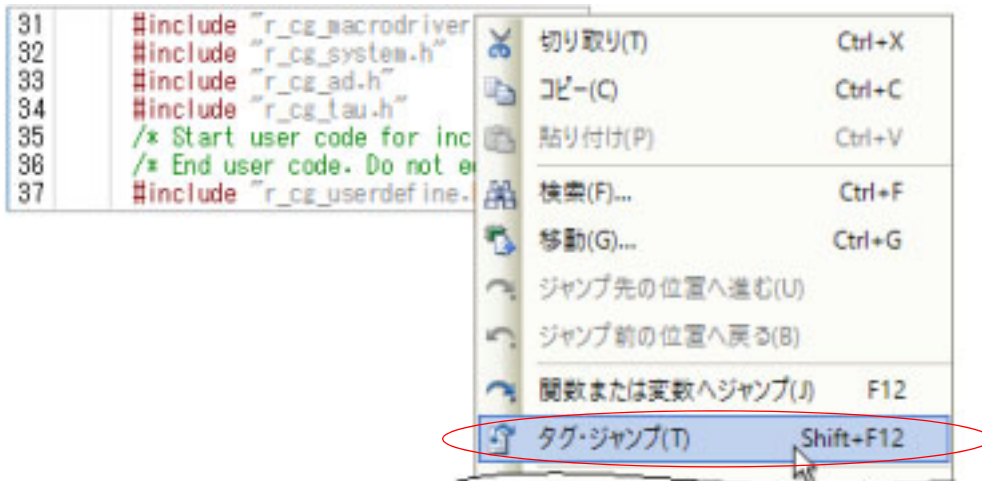 31 #include "r_cg_macrodriver
32 #include "r_cg_system.h"
33 #include "r_cg_ad.h"
34 #include "r_cg_tau.h"
35 /* Start user code for inc
36 /* End user code. Do not e
37 #include "r_cg_userdefine.
切り取り(T) Ctrl+X
コピー(C) Ctrl+C
貼り付け(P) Ctrl+V
検索(F)... Ctrl+F
移動(G)... Ctrl+G
ジャンプ先の位置へ進む(U)
ジャンプ前の位置へ戻る(B)
関数または変数へジャンプ(J) F12
タグ・ジャンプ(T) Shift+F12